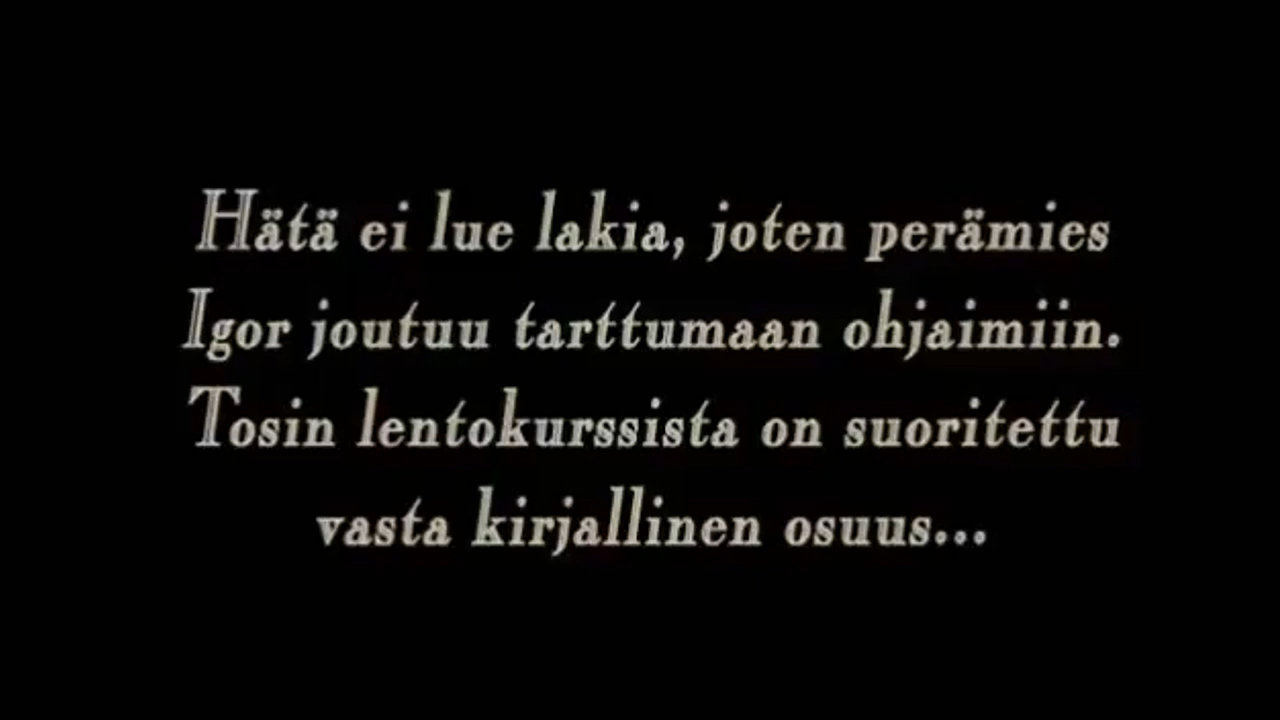 Hätä ei lue lakia, joten perämies
Igor joutuu tarttumaan ohjaimiin.
Tosin lentokurssista on suoritettu
vasta kirjallinen osuus...